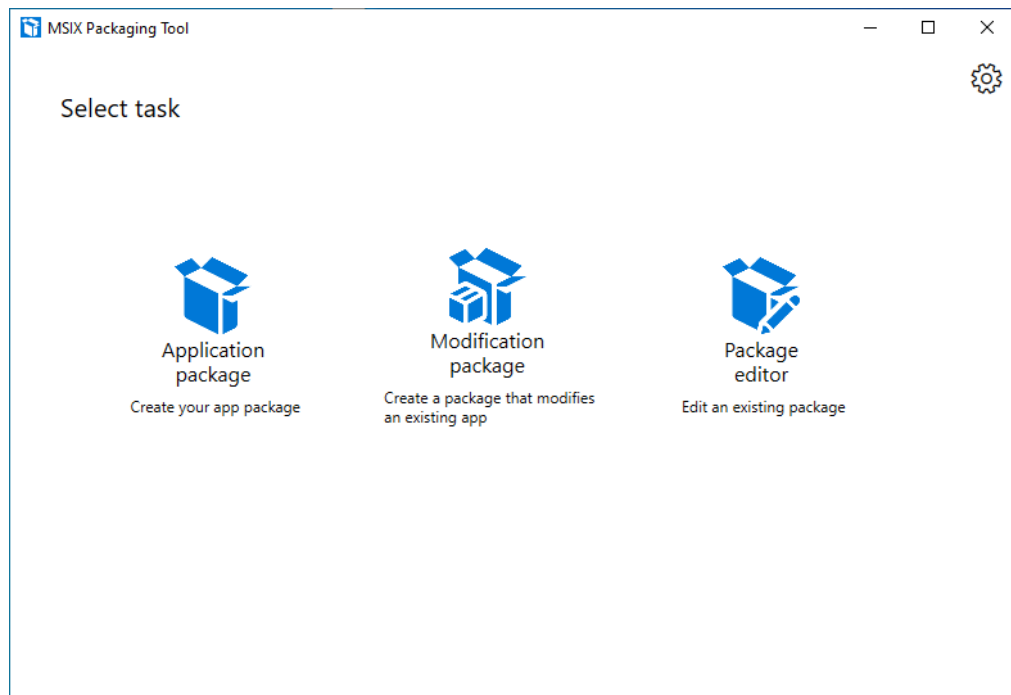 MSIX Packaging Tool
Select task
Application
package
Create your app package
Modification
package
Create a package that modifies
an existing app
Package
editor
Edit an existing package